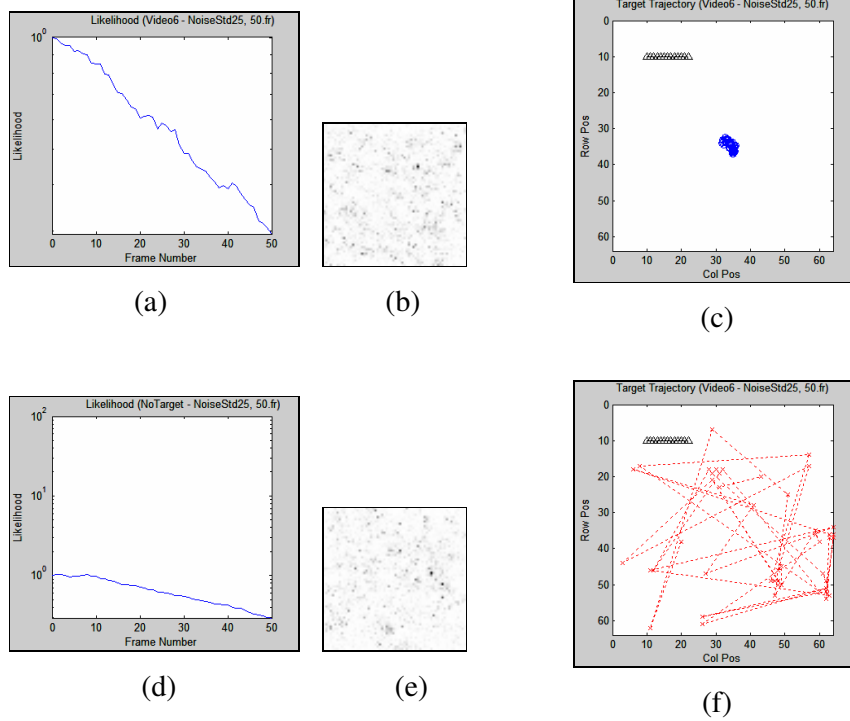 Likelihood (Video6 - NoiseStd25, 50.fr)
10^0
Likelihood
0 10 20 30 40 50
Frame Number
(a)
(b)
Target Trajectory (Video6 - NoiseStd25, 50.fr)
0
10
20
30
40
50
60
Row Pos
0 10 20 30 40 50 60
Col Pos
(c)
Likelihood (NoTarget - NoiseStd25, 50.fr)
10^2
10^1
10^0
Likelihood
0 10 20 30 40 50
Frame Number
(d)
(e)
Target Trajectory (Video6 - NoiseStd25, 50.fr)
0
10
20
30
40
50
60
Row Pos
0 10 20 30 40 50 60
Col Pos
(f)